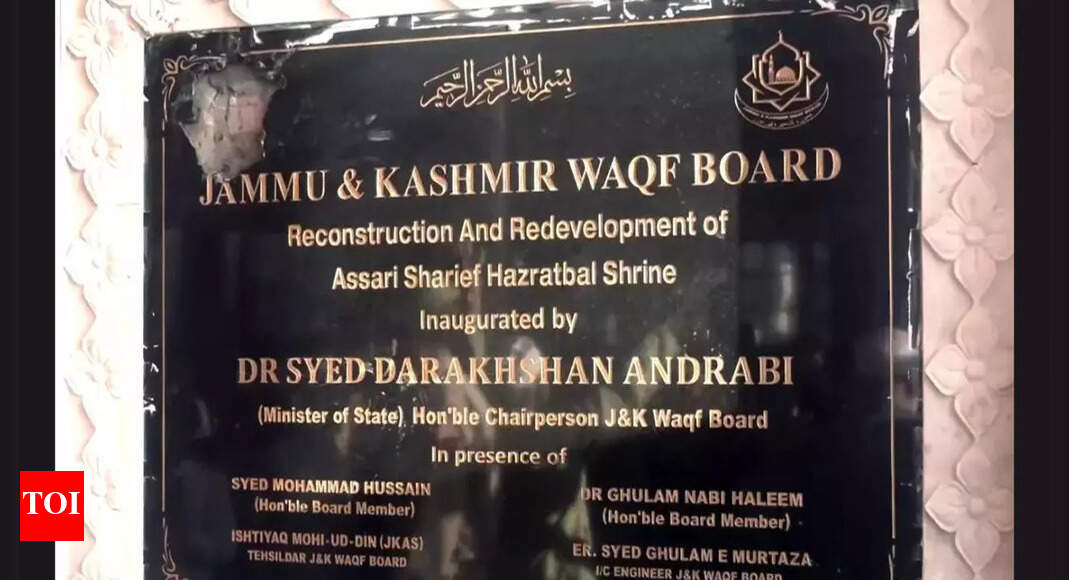 بسم الله الرحمن الرحيم
JAMMU & KASHMIR WAQF BOARD
Reconstruction And Redevelopment of
Assari Sharief Hazratbal Shrine
Inaugurated by
DR SYED DARAKHSHAN ANDRABI
(Minister of State), Hon'ble Chairperson J&K Waqf Board
In presence of
SYED MOHAMMAD HUSSAIN
(Hon'ble Board Member)
ISHTIYAQ MOHI-UD-DIN (JKAS)
TEHSILDAR J&K WAQF BOARD
DR GHULAM NABI HALEEM
(Hon'ble Board Member)
ER. SYED GHULAM E MURTAZA
I/C ENGINEER J&K WAQF BOARD
TOI